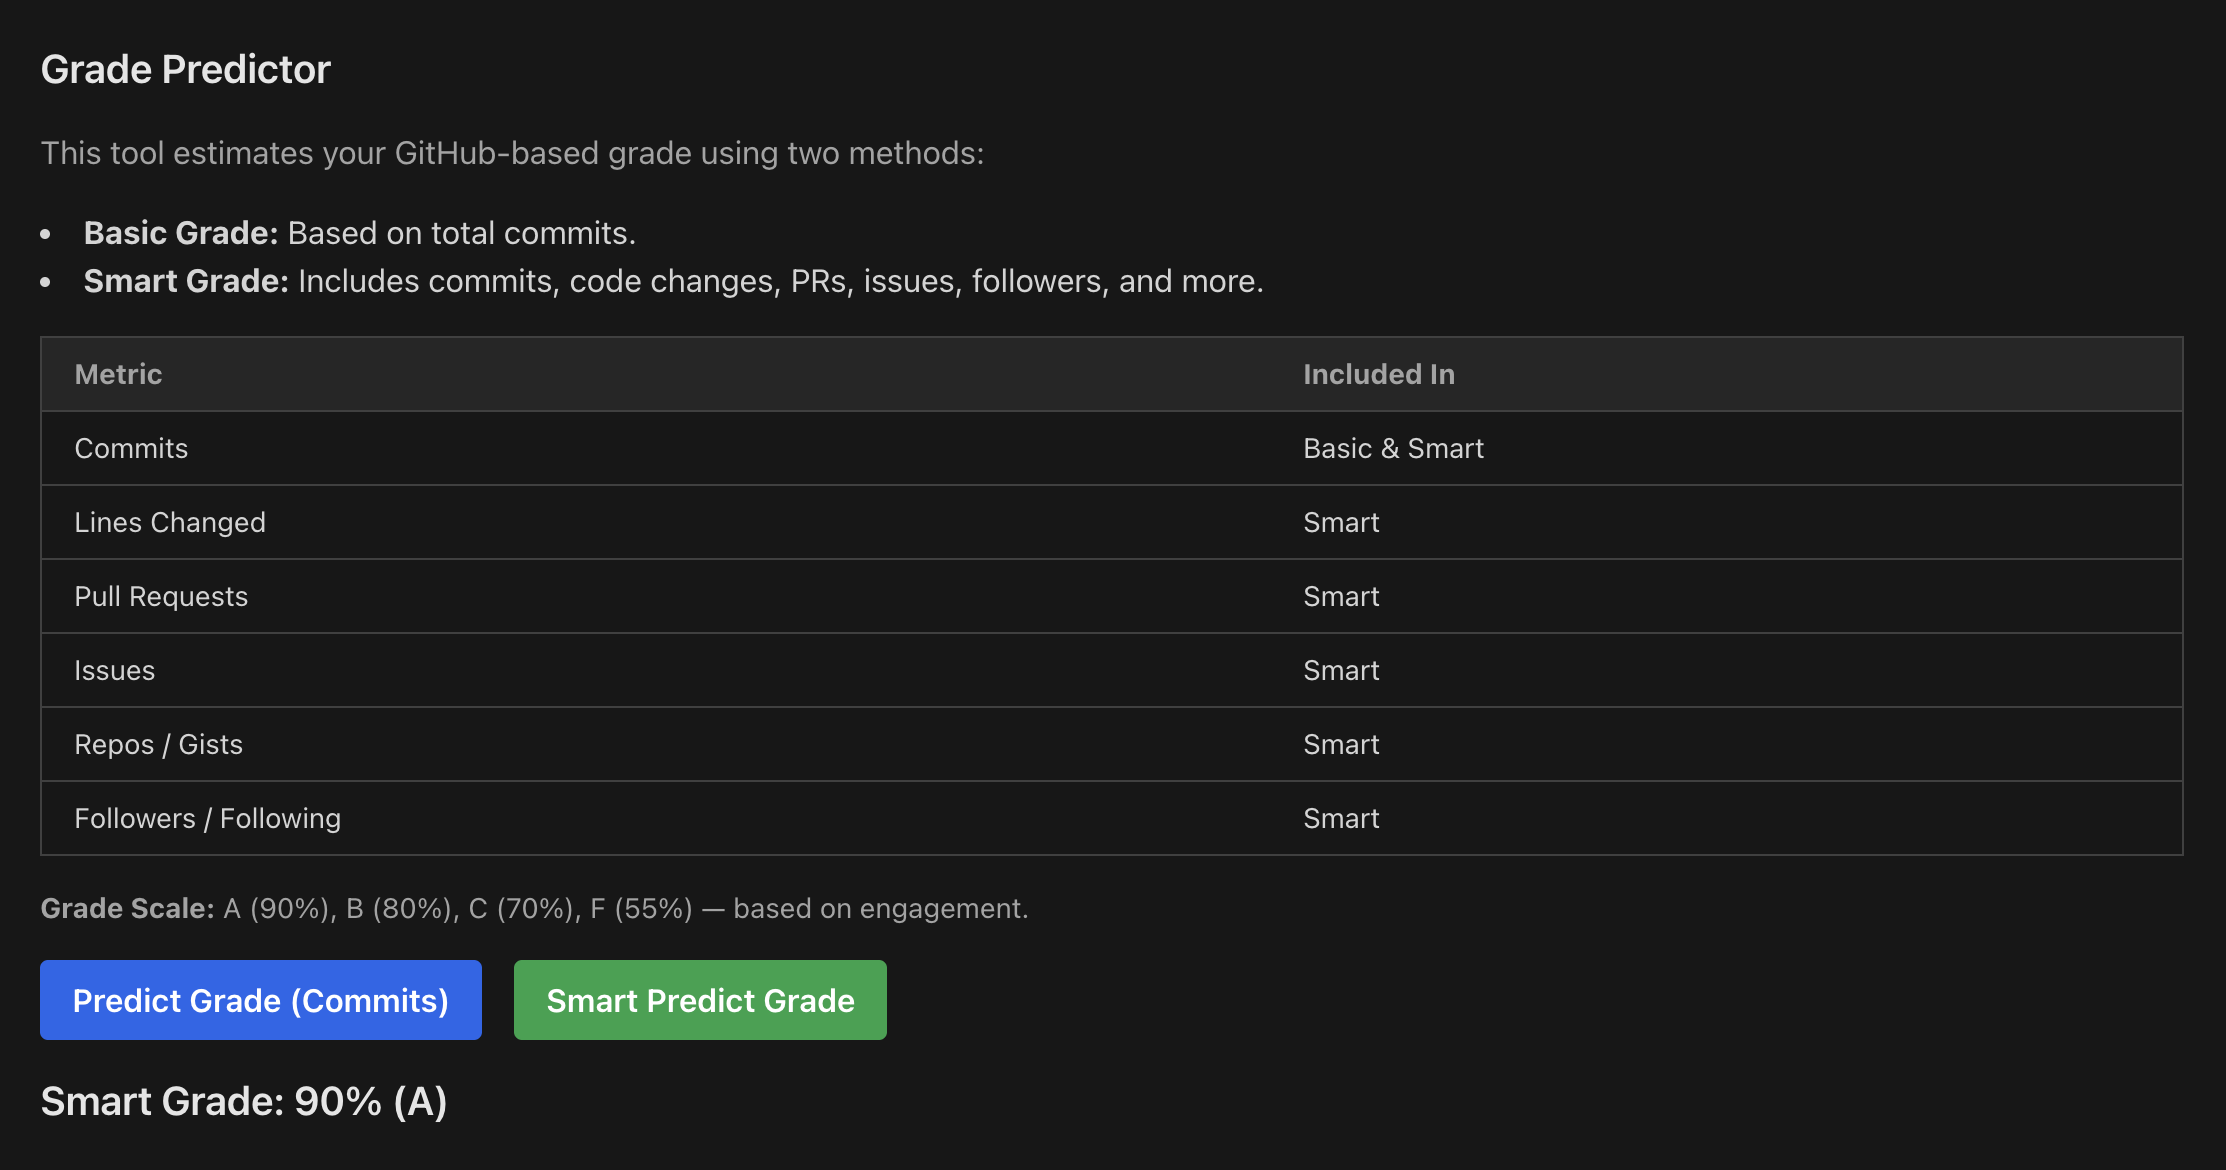 Grade Predictor
This tool estimates your GitHub-based grade using two methods:
• Basic Grade: Based on total commits.
• Smart Grade: Includes commits, code changes, PRs, issues, followers, and more.
Metric Included In
Commits Basic & Smart
Lines Changed Smart
Pull Requests Smart
Issues Smart
Repos / Gists Smart
Followers / Following Smart
Grade Scale: A (90%), B (80%), C (70%), F (55%) — based on engagement.
Predict Grade (Commits) Smart Predict Grade
Smart Grade: 90% (A)